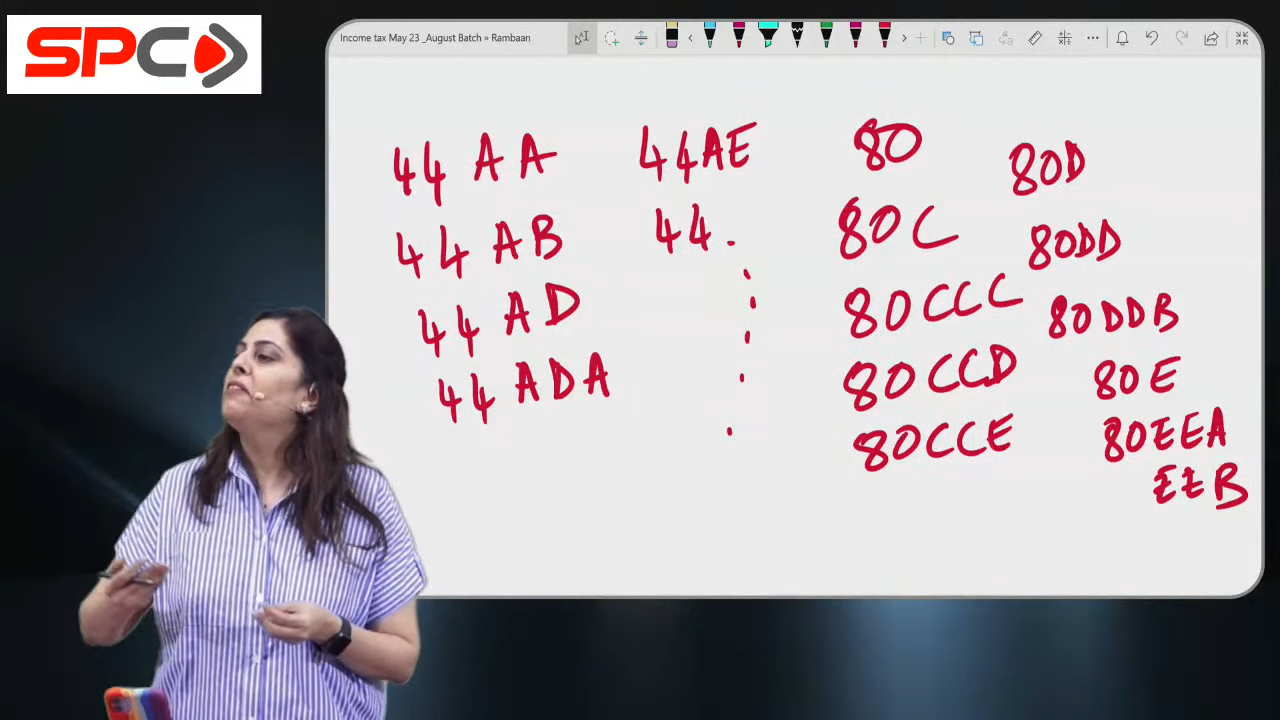 SPC
Income tax May 23 _August Batch » Rambaan
44 AA
44 AB
44 AD
44 ADA
44AE
44.
80
80C
80CCC
80CCD
80CCE
80D
80DD
80DDB
80E
80EEA
EEB